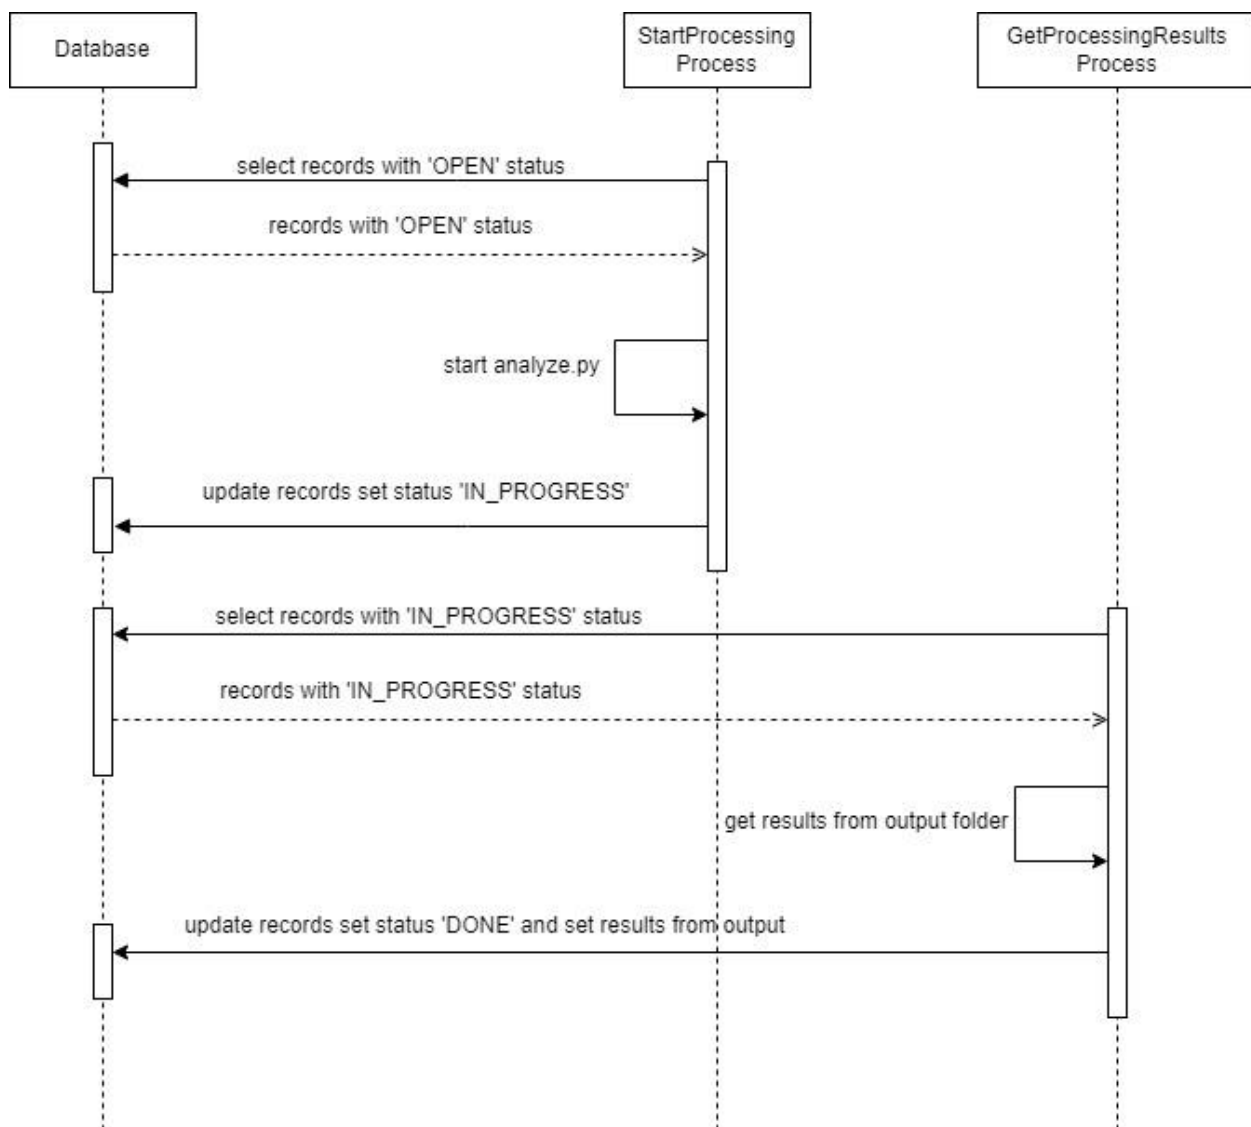 Database
StartProcessing
Process
GetProcessingResults
Process
select records with 'OPEN' status
records with 'OPEN' status
start analyze.py
update records set status 'IN_PROGRESS'
select records with 'IN_PROGRESS' status
records with 'IN_PROGRESS' status
get results from output folder
update records set status 'DONE' and set results from output